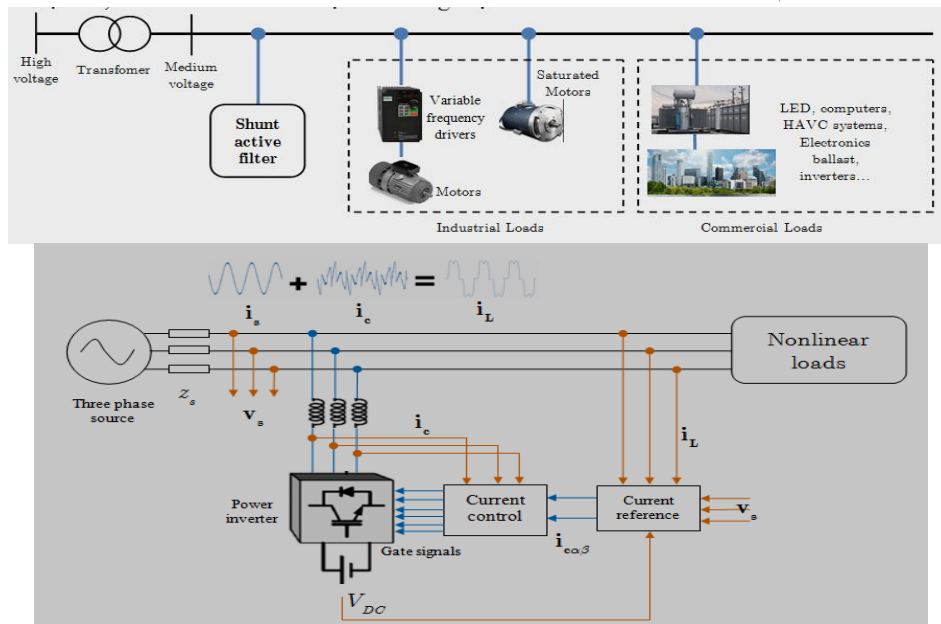 High
voltage
Transfomer
Medium
voltage
Shunt
active
filter
Variable
frequency
drivers
Motors
Saturated
Motors
LED, computers,
HAVC systems,
Electronics
ballast,
inverters...
Industrial Loads
Commercial Loads
i_s + i_c = i_L
Three phase
source
z_s
v_s
i_c
i_L
Nonlinear
loads
Power
inverter
Gate signals
Current
control
Current
reference
v_s
i_cαβ
V_DC